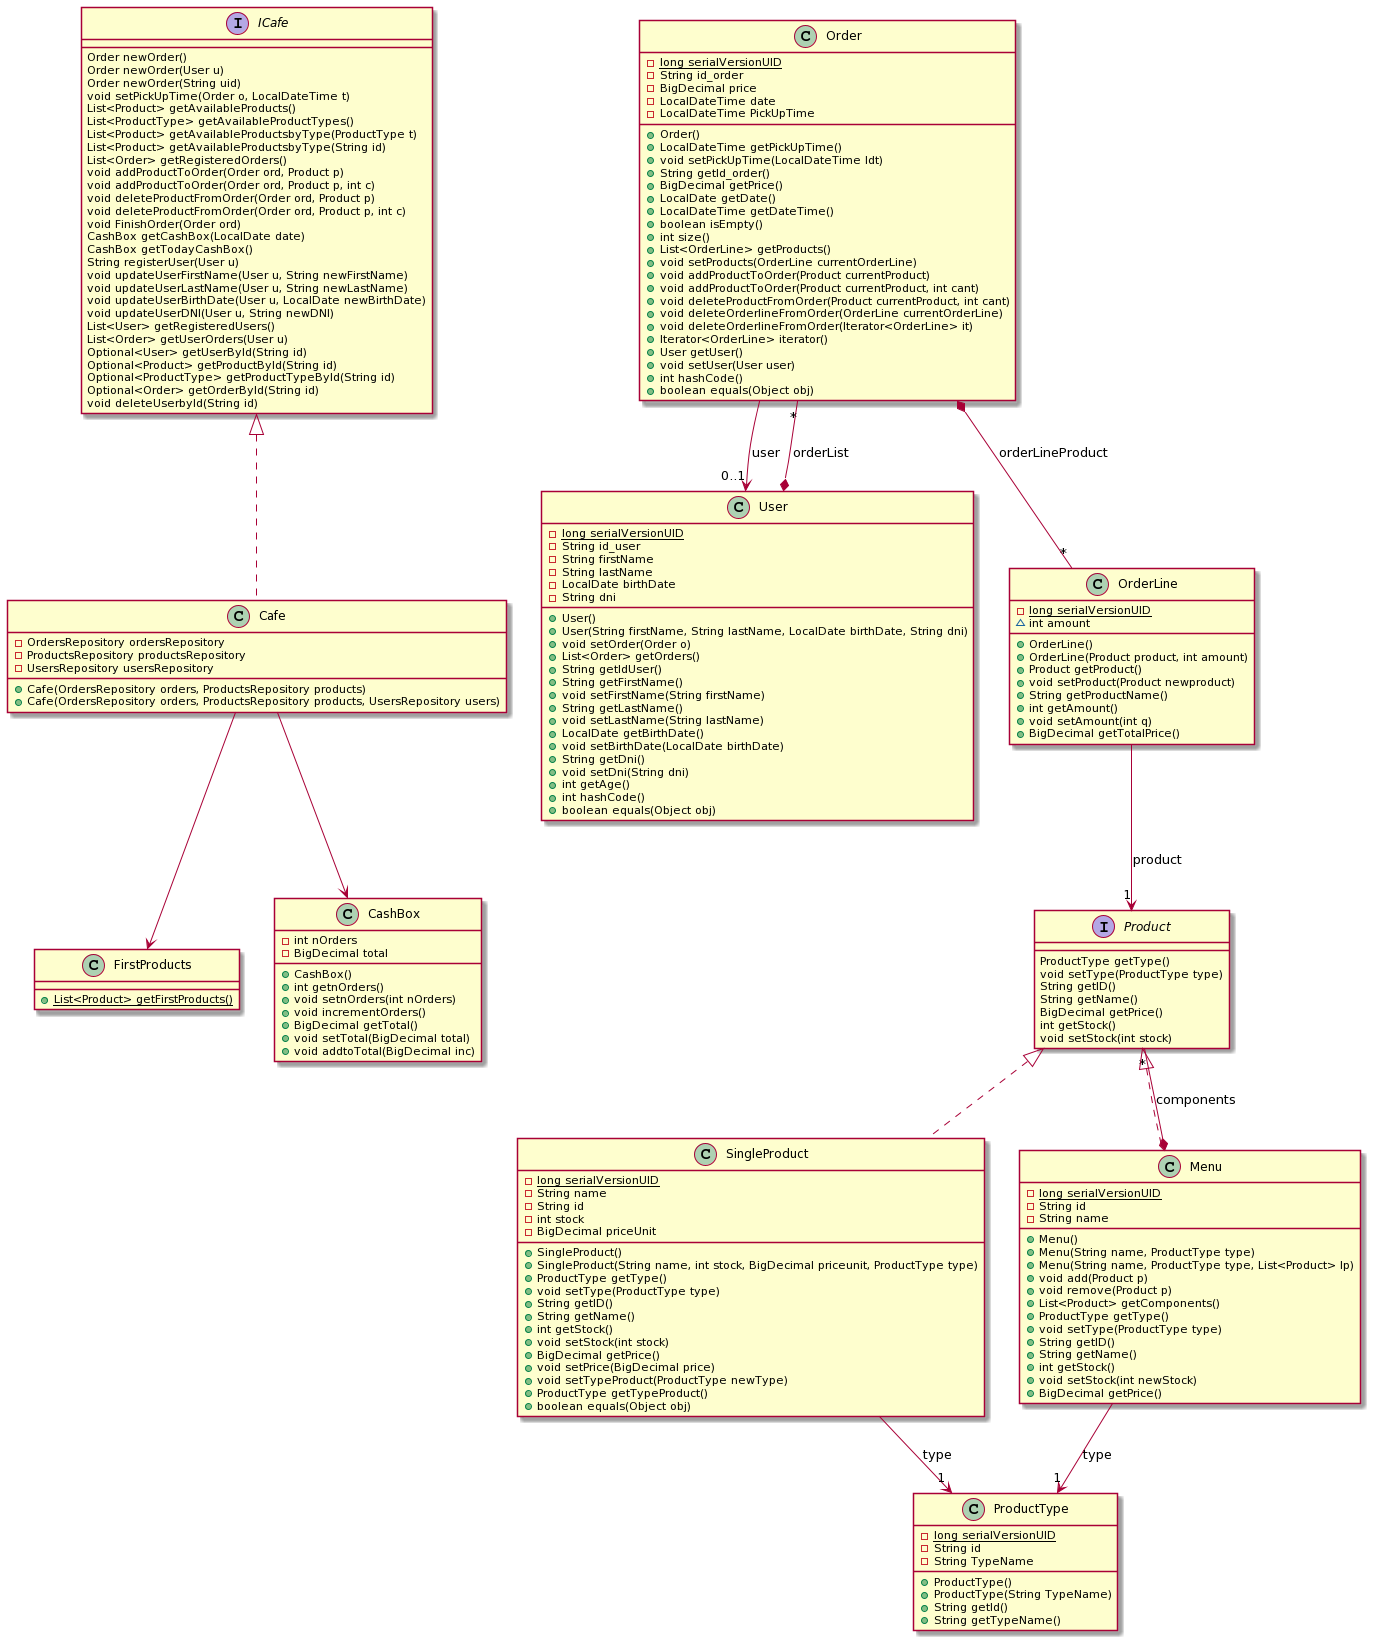 ICafe
Order newOrder()
Order newOrder(User u)
Order newOrder(String uid)
void setPickUpTime(Order o, LocalDateTime t)
List<Product> getAvailableProducts()
List<ProductType> getAvailableProductTypes()
List<Product> getAvailableProductsbyType(ProductType t)
List<Product> getAvailableProductsbyType(String id)
List<Order> getRegisteredOrders()
void addProductToOrder(Order ord, Product p)
void addProductToOrder(Order ord, Product p, int c)
void deleteProductFromOrder(Order ord, Product p)
void deleteProductFromOrder(Order ord, Product p, int c)
void FinishOrder(Order ord)
CashBox getCashBox(LocalDate date)
CashBox getTodayCashBox()
String registerUser(User u)
void updateUserFirstName(User u, String newFirstName)
void updateUserLastName(User u, String newLastName)
void updateUserBirthDate(User u, LocalDate newBirthDate)
void updateUserDNI(User u, String newDNI)
List<User> getRegisteredUsers()
List<Order> getUserOrders(User u)
Optional<User> getUserById(String id)
Optional<Product> getProductById(String id)
Optional<ProductType> getProductTypeById(String id)
Optional<Order> getOrderById(String id)
void deleteUserbyId(String id)
Order
long serialVersionUID
String id_order
BigDecimal price
LocalDateTime date
LocalDateTime PickUpTime
Order()
LocalDateTime getPickUpTime()
void setPickUpTime(LocalDateTime ldt)
String getId_order()
BigDecimal getPrice()
LocalDate getDate()
LocalDateTime getDateTime()
boolean isEmpty()
int size()
List<OrderLine> getProducts()
void setProducts(OrderLine currentOrderLine)
void addProductToOrder(Product currentProduct)
void addProductToOrder(Product currentProduct, int cant)
void deleteProductFromOrder(Product currentProduct, int cant)
void deleteOrderlineFromOrder(OrderLine currentOrderLine)
void deleteOrderlineFromOrder(Iterator<OrderLine> it)
Iterator<OrderLine> iterator()
User getUser()
void setUser(User user)
int hashCode()
boolean equals(Object obj)
*
user
orderList
orderLineProduct
0..1
*
User
long serialVersionUID
String id_user
String firstName
String lastName
LocalDate birthDate
String dni
User()
User(String firstName, String lastName, LocalDate birthDate, String dni)
void setOrder(Order o)
List<Order> getOrders()
String getIdUser()
String getFirstName()
void setFirstName(String firstName)
String getLastName()
void setLastName(String lastName)
LocalDate getBirthDate()
void setBirthDate(LocalDate birthDate)
String getDni()
void setDni(String dni)
int getAge()
int hashCode()
boolean equals(Object obj)
OrderLine
long serialVersionUID
int amount
OrderLine()
OrderLine(Product product, int amount)
Product getProduct()
void setProduct(Product newproduct)
String getProductName()
int getAmount()
void setAmount(int q)
BigDecimal getTotalPrice()
Cafe
OrdersRepository ordersRepository
ProductsRepository productsRepository
UsersRepository usersRepository
Cafe(OrdersRepository orders, ProductsRepository products)
Cafe(OrdersRepository orders, ProductsRepository products, UsersRepository users)
product
1
FirstProducts
List<Product> getFirstProducts()
CashBox
int nOrders
BigDecimal total
CashBox()
int getnOrders()
void setnOrders(int nOrders)
void incrementOrders()
BigDecimal getTotal()
void setTotal(BigDecimal total)
void addtoTotal(BigDecimal inc)
Product
ProductType getType()
void setType(ProductType type)
String getID()
String getName()
BigDecimal getPrice()
int getStock()
void setStock(int stock)
*
components
SingleProduct
long serialVersionUID
String name
String id
int stock
BigDecimal priceUnit
SingleProduct()
SingleProduct(String name, int stock, BigDecimal priceunit, ProductType type)
ProductType getType()
void setType(ProductType type)
String getID()
String getName()
int getStock()
void setStock(int stock)
BigDecimal getPrice()
void setPrice(BigDecimal price)
void setTypeProduct(ProductType newType)
ProductType getTypeProduct()
boolean equals(Object obj)
Menu
long serialVersionUID
String id
String name
Menu()
Menu(String name, ProductType type)
Menu(String name, ProductType type, List<Product> lp)
void add(Product p)
void remove(Product p)
List<Product> getComponents()
ProductType getType()
void setType(ProductType type)
String getID()
String getName()
int getStock()
void setStock(int newStock)
BigDecimal getPrice()
type
type
1
1
ProductType
long serialVersionUID
String id
String TypeName
ProductType()
ProductType(String TypeName)
String getId()
String getTypeName()